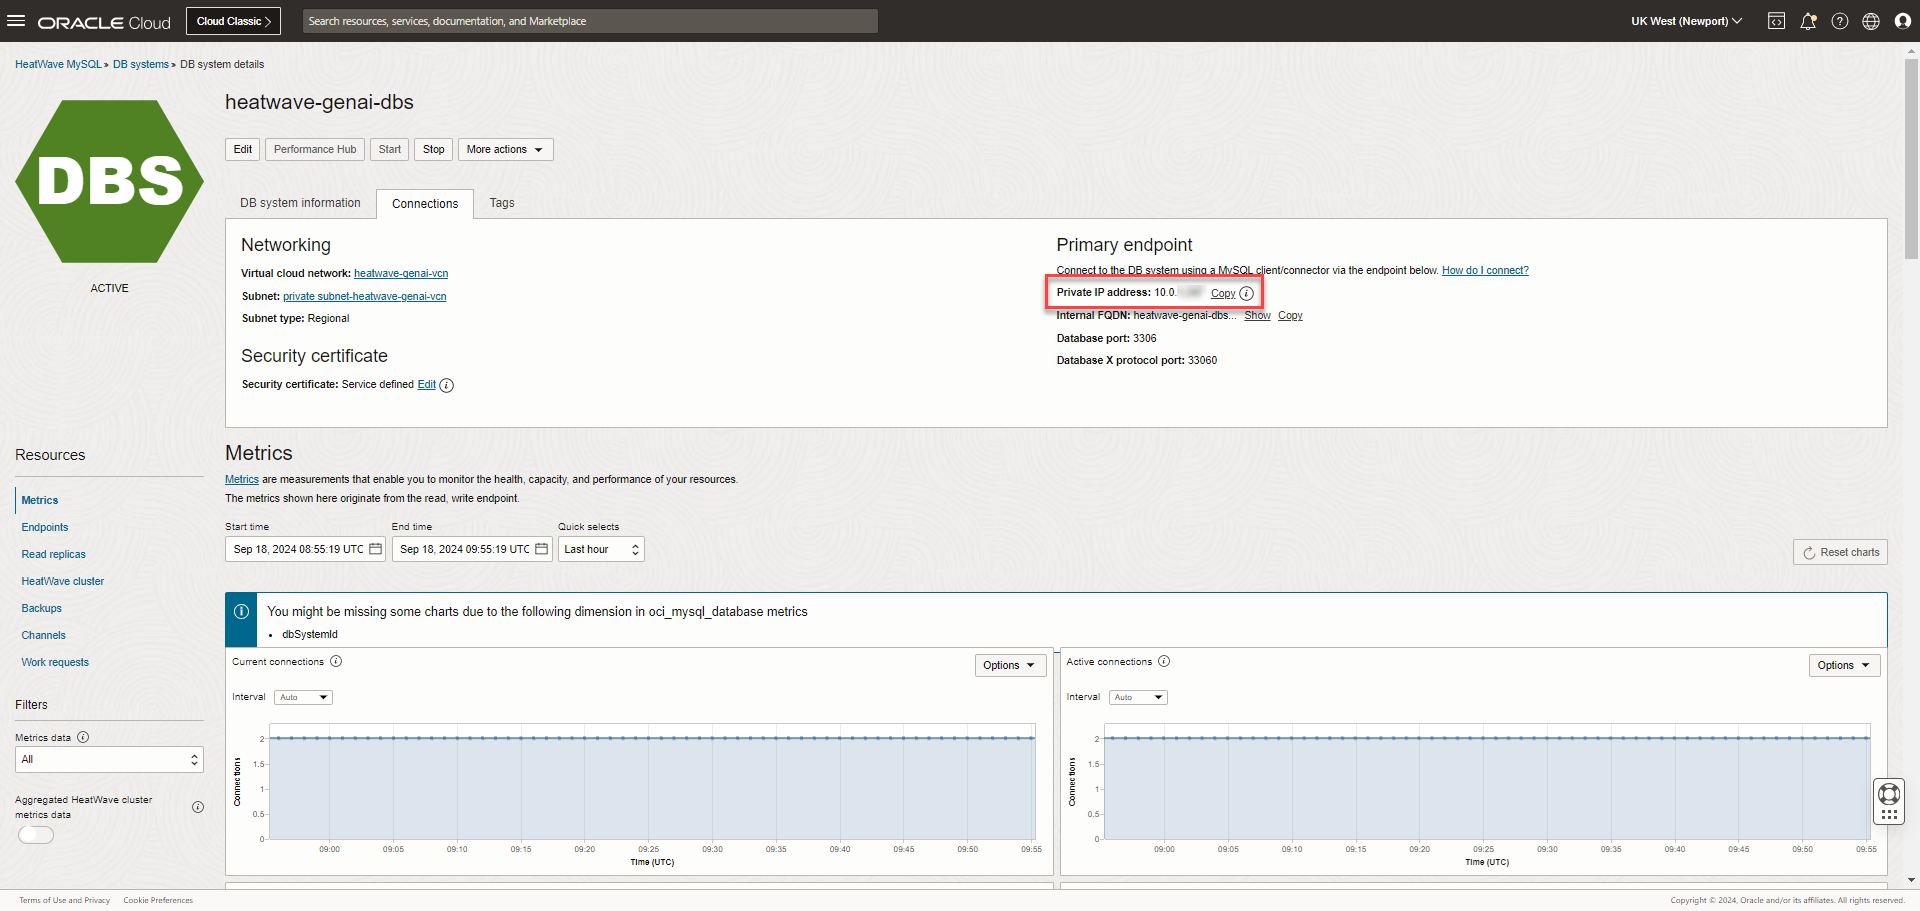 ORACLE Cloud
Cloud Classic
Search resources, services, documentation, and Marketplace
UK West (Newport)
HeatWave MySQL » DB systems » DB system details
DBS
ACTIVE
heatwave-genai-dbs
Edit
Performance Hub
Start
Stop
More actions
DB system information
Connections
Tags
Networking
Virtual cloud network: heatwave-genai-vcn
Subnet: private subnet-heatwave-genai-vcn
Subnet type: Regional
Security certificate
Security certificate: Service defined Edit
Primary endpoint
Connect to the DB system using a MySQL client/connector via the endpoint below. How do I connect?
Private IP address: 10.0. Copy
Internal FQDN: heatwave-genai-dbs... Show Copy
Database port: 3306
Database X protocol port: 33060
Resources
Metrics
Endpoints
Read replicas
HeatWave cluster
Backups
Channels
Work requests
Filters
Metrics data
All
Aggregated HeatWave cluster
metrics data
Metrics
Metrics are measurements that enable you to monitor the health, capacity, and performance of your resources.
The metrics shown here originate from the read, write endpoint.
Start time
Sep 18, 2024 08:55:19 UTC
End time
Sep 18, 2024 09:55:19 UTC
Quick selects
Last hour
Reset charts
You might be missing some charts due to the following dimension in oci_mysql_database metrics
• dbSystemId
Current connections
Options
Interval
Auto
Connections
2
1.5
1
0.5
0
09:00 09:05 09:10 09:15 09:20 09:25 09:30 09:35 09:40 09:45 09:50 09:55
Time (UTC)
Active connections
Options
Interval
Auto
Connections
2
1.5
1
0.5
0
09:00 09:05 09:10 09:15 09:20 09:25 09:30 09:35 09:40 09:45 09:50 09:55
Time (UTC)
Terms of Use and Privacy
Cookie Preferences
Copyright © 2024, Oracle and/or its affiliates. All rights reserved.